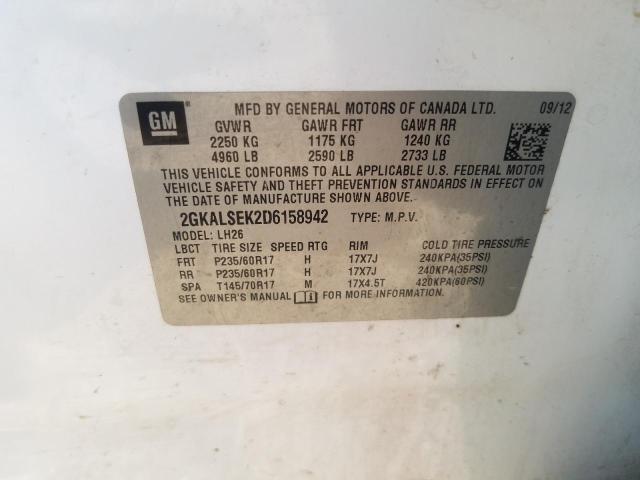 GM MFD BY GENERAL MOTORS OF CANADA LTD. 09/12
GVWR GAWR FRT GAWR RR
2250 KG 1175 KG 1240 KG
4960 LB 2590 LB 2733 LB
THIS VEHICLE CONFORMS TO ALL APPLICABLE U.S. FEDERAL MOTOR
VEHICLE SAFETY AND THEFT PREVENTION STANDARDS IN EFFECT ON
THE DATE OF MANUFACTURE SHOWN ABOVE.
2GKALSEK2D6158942 TYPE: M.P.V.
MODEL: LH26
LBCT TIRE SIZE SPEED RTG RIM COLD TIRE PRESSURE
FRT P235/60R17 H 17X7J 240KPA(35PSI)
RR P235/60R17 H 17X7J 240KPA(35PSI)
SPA T145/70R17 M 17X4.5T 420KPA(60PSI)
SEE OWNER'S MANUAL FOR MORE INFORMATION.